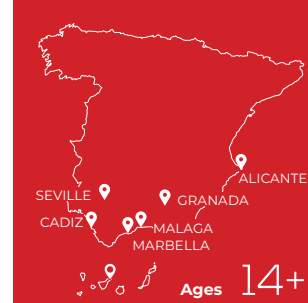 ALICANTE
SEVILLE
GRANADA
CADIZ
MALAGA
MARBELLA
Ages 14+